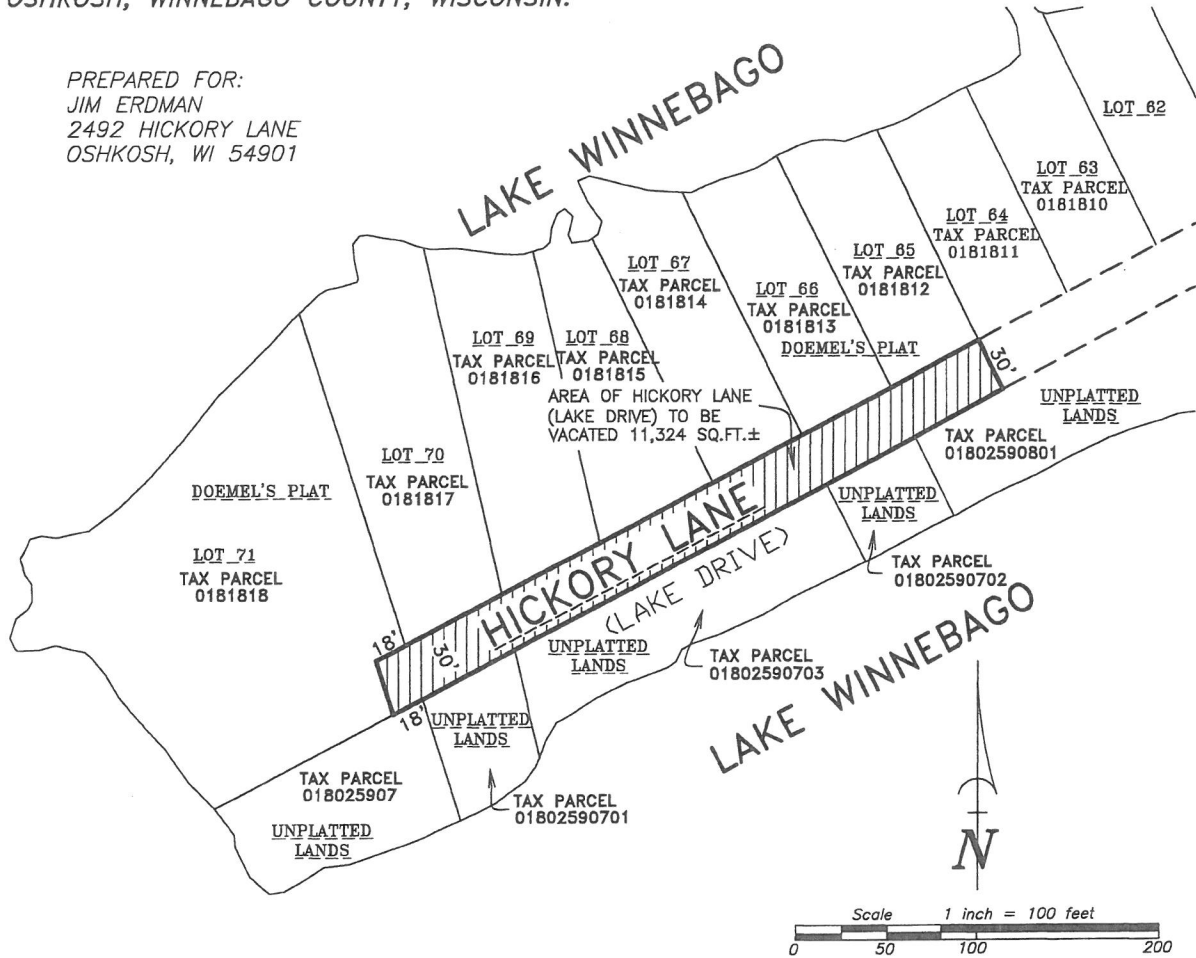 OSHKOSH, WINNEBAGO COUNTY, WISCONSIN.
PREPARED FOR:
JIM ERDMAN
2492 HICKORY LANE
OSHKOSH, WI 54901
LAKE WINNEBAGO
LOT 62
LOT 63
TAX PARCEL
0181810
LOT 64
TAX PARCEL
0181811
LOT 65
TAX PARCEL
0181812
LOT 66
TAX PARCEL
0181813
DOEMEL'S PLAT
LOT 67
TAX PARCEL
0181814
LOT 68
TAX PARCEL
0181815
LOT 69
TAX PARCEL
0181816
AREA OF HICKORY LANE
(LAKE DRIVE) TO BE
VACATED 11,324 SQ.FT.±
LOT 70
TAX PARCEL
0181817
DOEMEL'S PLAT
LOT 71
TAX PARCEL
0181818
30'
HICKORY LANE
(LAKE DRIVE)
18'
30'
18'
UNPLATTED
LANDS
TAX PARCEL
01802590801
UNPLATTED
LANDS
TAX PARCEL
01802590702
UNPLATTED
LANDS
TAX PARCEL
01802590703
UNPLATTED
LANDS
TAX PARCEL
01802590701
TAX PARCEL
018025907
UNPLATTED
LANDS
LAKE WINNEBAGO
N
Scale 1 inch = 100 feet
0 50 100 200